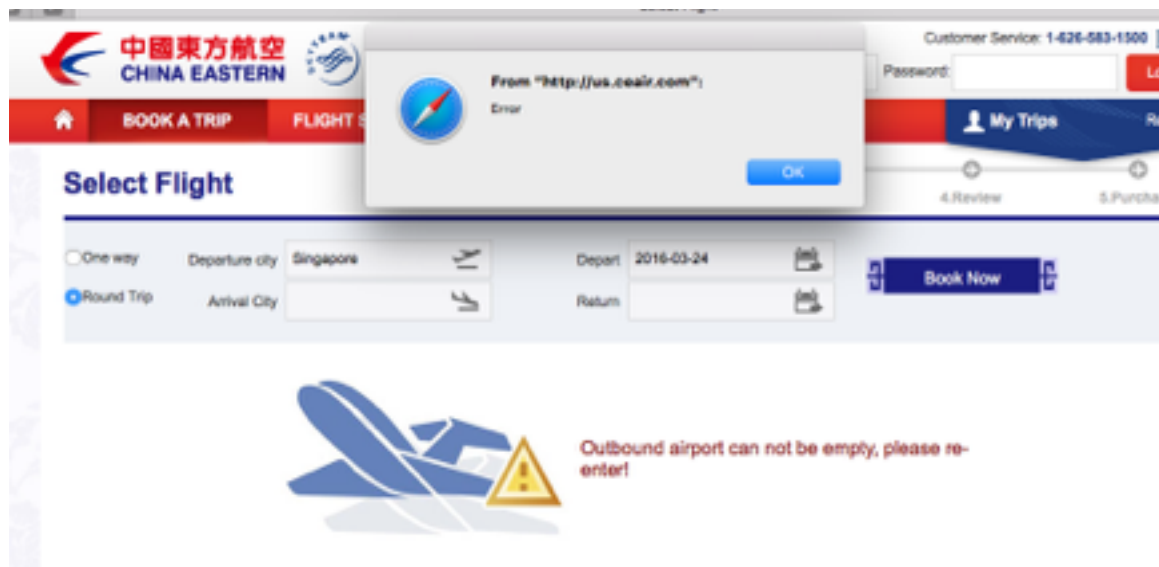 Customer Service: 1-626-583-1500
中國東方航空
CHINA EASTERN
Password:
From "http://us.ceair.com":
Error
OK
BOOK A TRIP
FLIGHT
My Trips
Select Flight
4.Review
5.Purcha
One way
Departure city
Singapore
Depart
2016-03-24
Book Now
Round Trip
Arrival City
Return
Outbound airport can not be empty, please re-
enter!